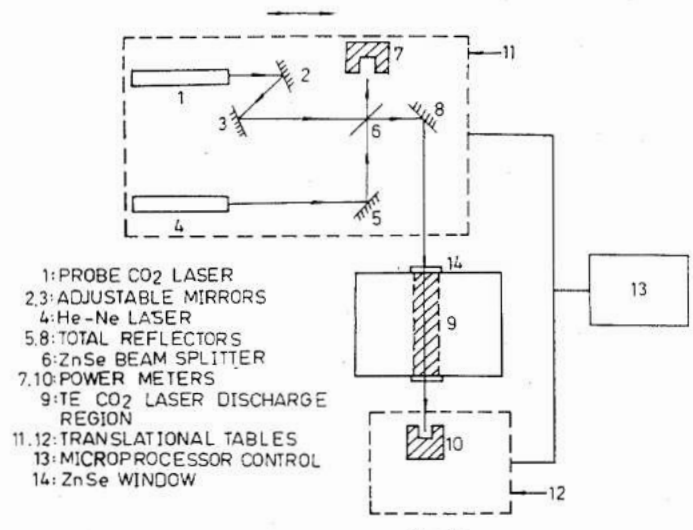 7
11
2
1
8
3
6
5
4
14
13
9
10
12
1:PROBE CO2 LASER
2,3:ADJUSTABLE MIRRORS
4:He-Ne LASER
5,8:TOTAL REFLECTORS
6:ZnSe BEAM SPLITTER
7,10:POWER METERS
9:TE CO2 LASER DISCHARGE
REGION
11,12:TRANSLATIONAL TABLES
13:MICROPROCESSOR CONTROL
14:ZnSe WINDOW